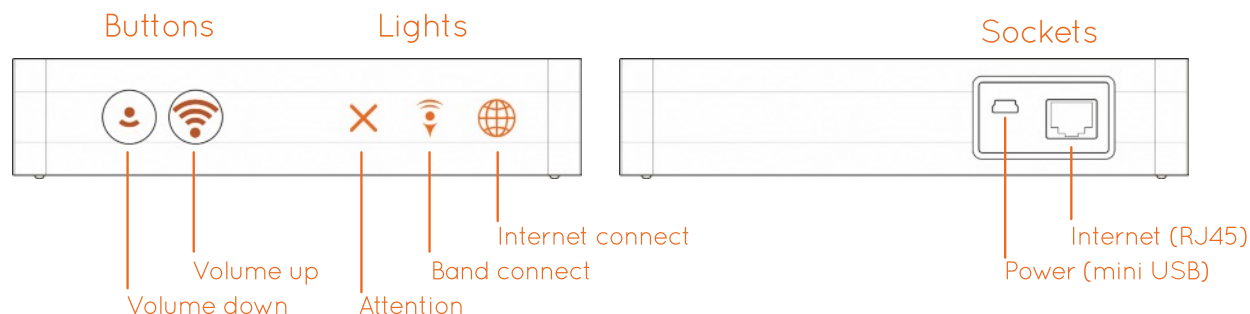 Buttons
Lights
Sockets
Internet connect
Internet (RJ45)
Volume up
Band connect
Power (mini USB)
Volume down
Attention